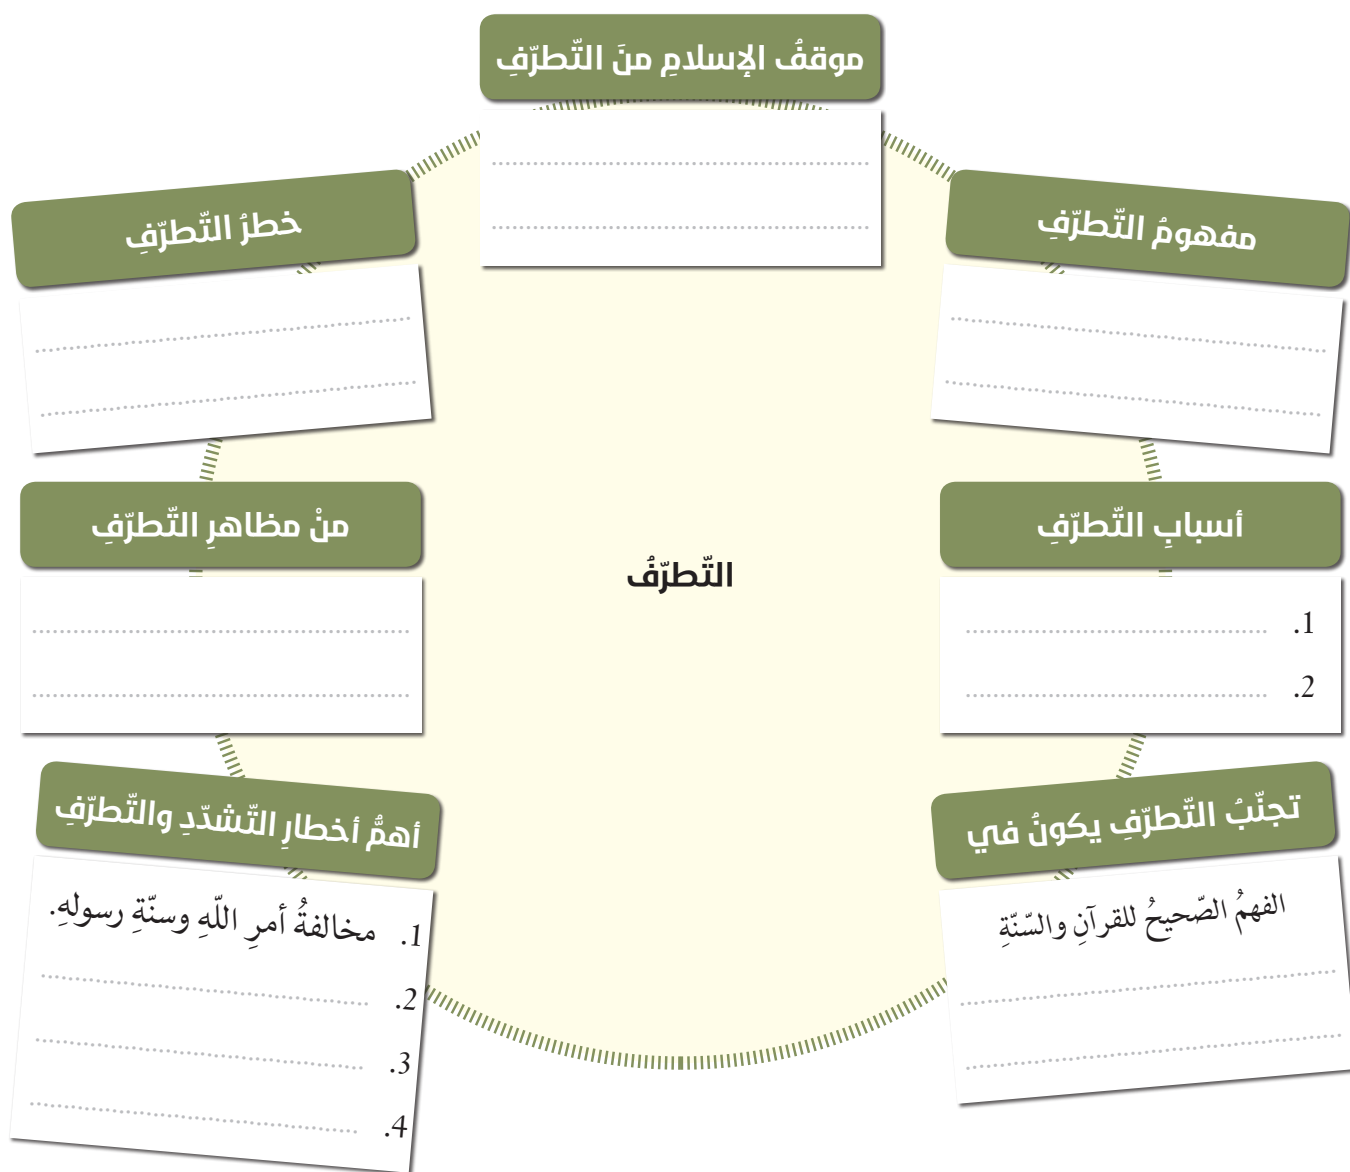 موقفُ الإسلامِ منَ التّطرّفِ
مفهومُ التّطرّفِ
خطرُ التّطرّفِ
أسبابِ التّطرّفِ
1.
2.
منْ مظاهرِ التّطرّفِ
التّطرّفُ
تجنّبُ التّطرّفِ يكونُ في
الفهمُ الصّحيحُ للقرآنِ والسّنّةِ
أهمُّ أخطارِ التّشدّدِ والتّطرّفِ
1. مخالفةُ أمرِ اللّهِ وسنّةِ رسولهِ.
2.
3.
4.